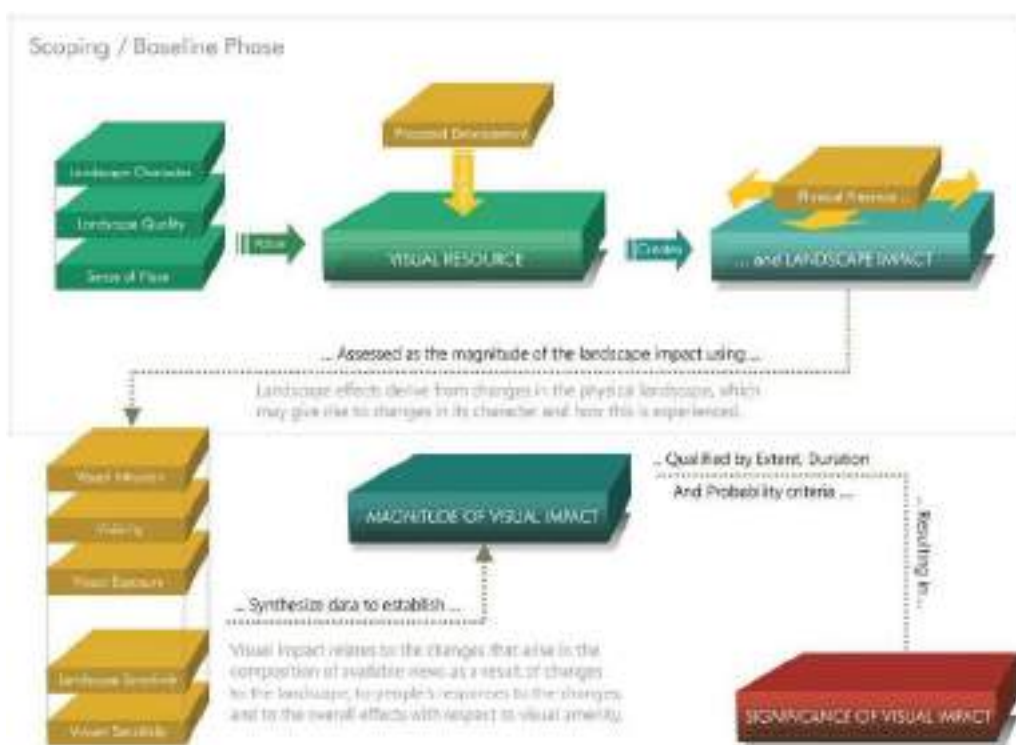 Scoping / Baseline Phase
Proposed Development
Landscape Character
Landscape Quality
Sense of Place
Value
VISUAL RESOURCE
Creates
Physical Presence ...
... and LANDSCAPE IMPACT
... Assessed as the magnitude of the landscape impact using ...
Landscape effects derive from changes in the physical landscape, which
may give rise to changes in its character and how this is experienced.
Visual Intrusion
Visibility
Visual Exposure
Landscape Sensitivity
Viewer Sensitivity
... Synthesize data to establish ...
Visual impact relates to the changes that arise in the
composition of available views as a result of changes
to the landscape, to people's responses to the changes,
and to the overall effects with respect to visual amenity.
MAGNITUDE OF VISUAL IMPACT
... Qualified by Extent, Duration
And Probability criteria ...
... Resulting in ...
SIGNIFICANCE OF VISUAL IMPACT